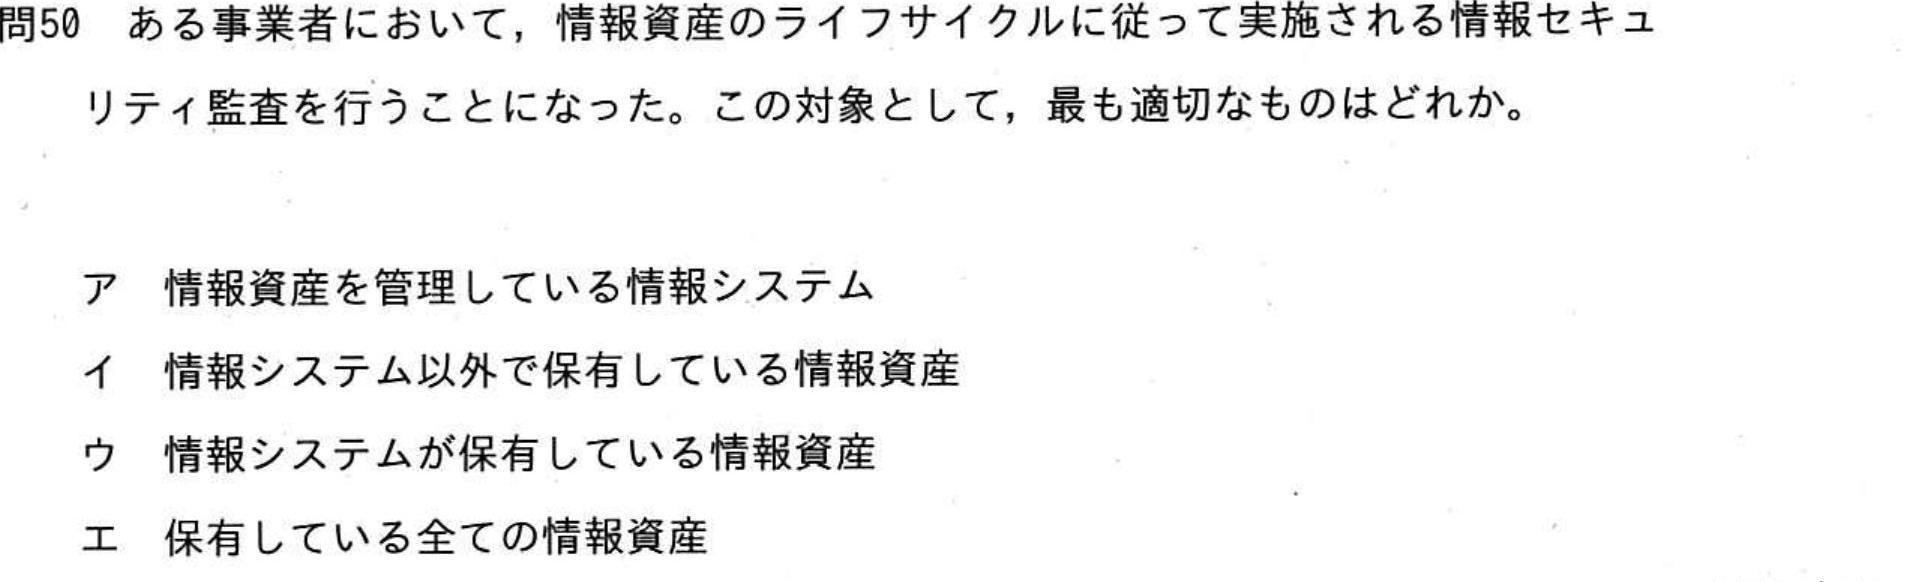 問50 ある事業者において，情報資産のライフサイクルに従って実施される情報セキュ
リティ監査を行うことになった。この対象として，最も適切なものはどれか。
ア 情報資産を管理している情報システム
イ 情報システム以外で保有している情報資産
ウ 情報システムが保有している情報資産
エ 保有している全ての情報資産